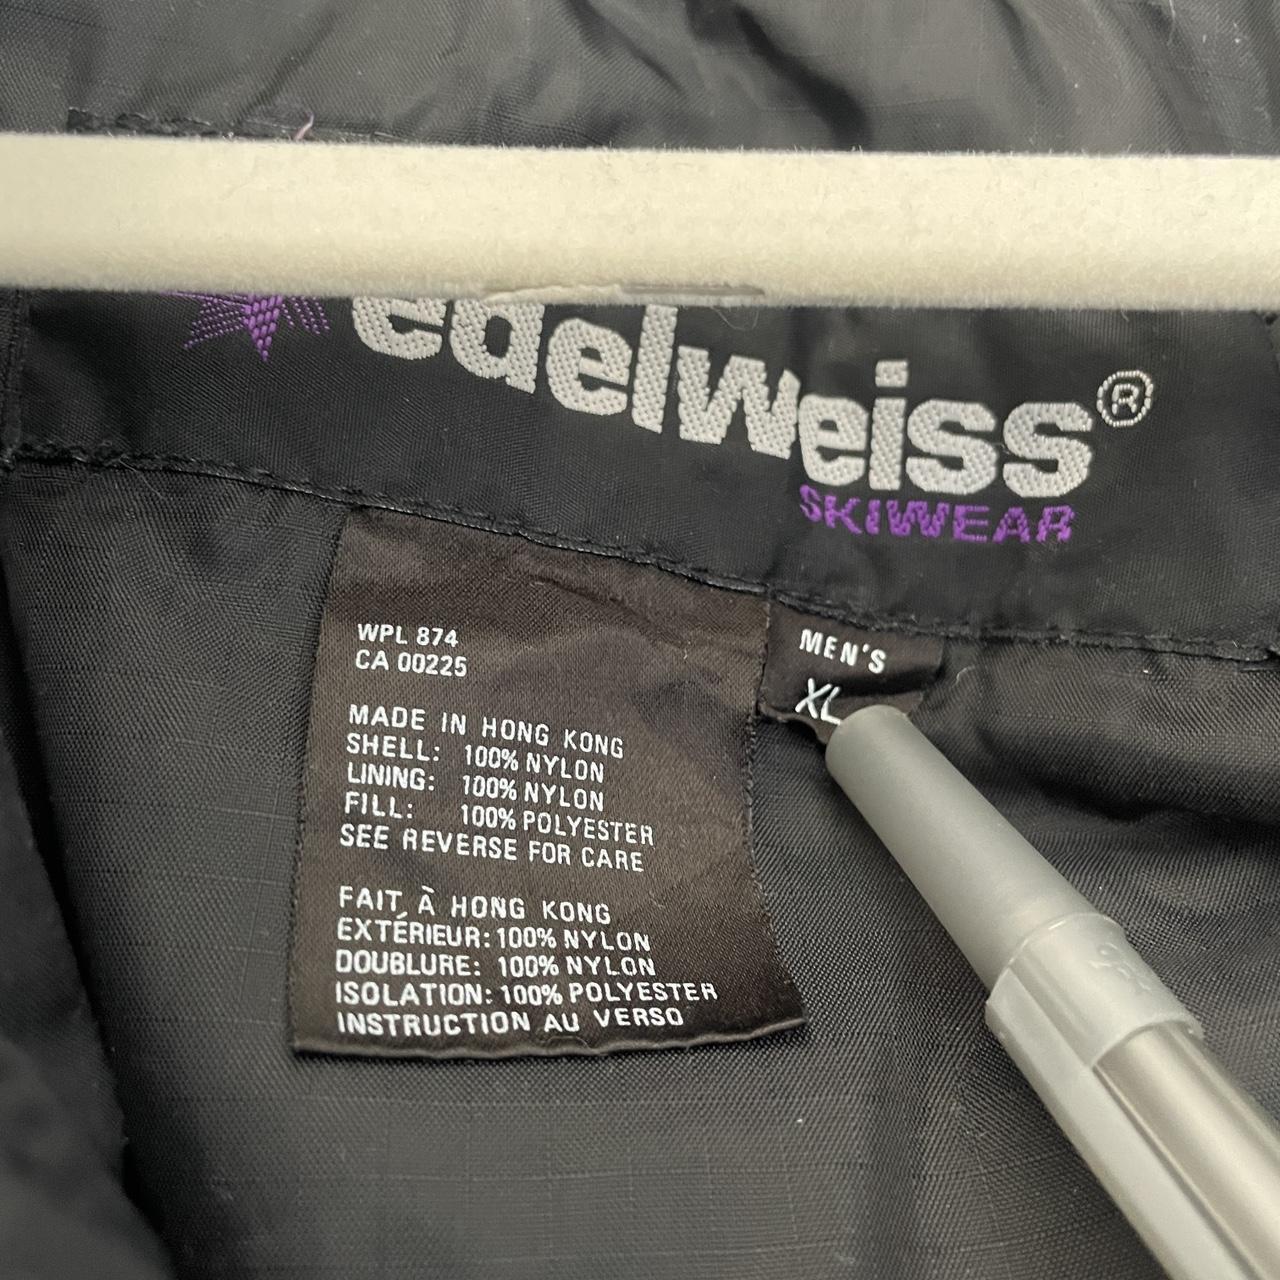 edelweiss®
SKIWEAR
WPL 874
CA 00225
MADE IN HONG KONG
SHELL: 100% NYLON
LINING: 100% NYLON
FILL: 100% POLYESTER
SEE REVERSE FOR CARE
FAIT À HONG KONG
EXTÉRIEUR: 100% NYLON
DOUBLURE: 100% NYLON
ISOLATION: 100% POLYESTER
INSTRUCTION AU VERSO
MEN'S
XL